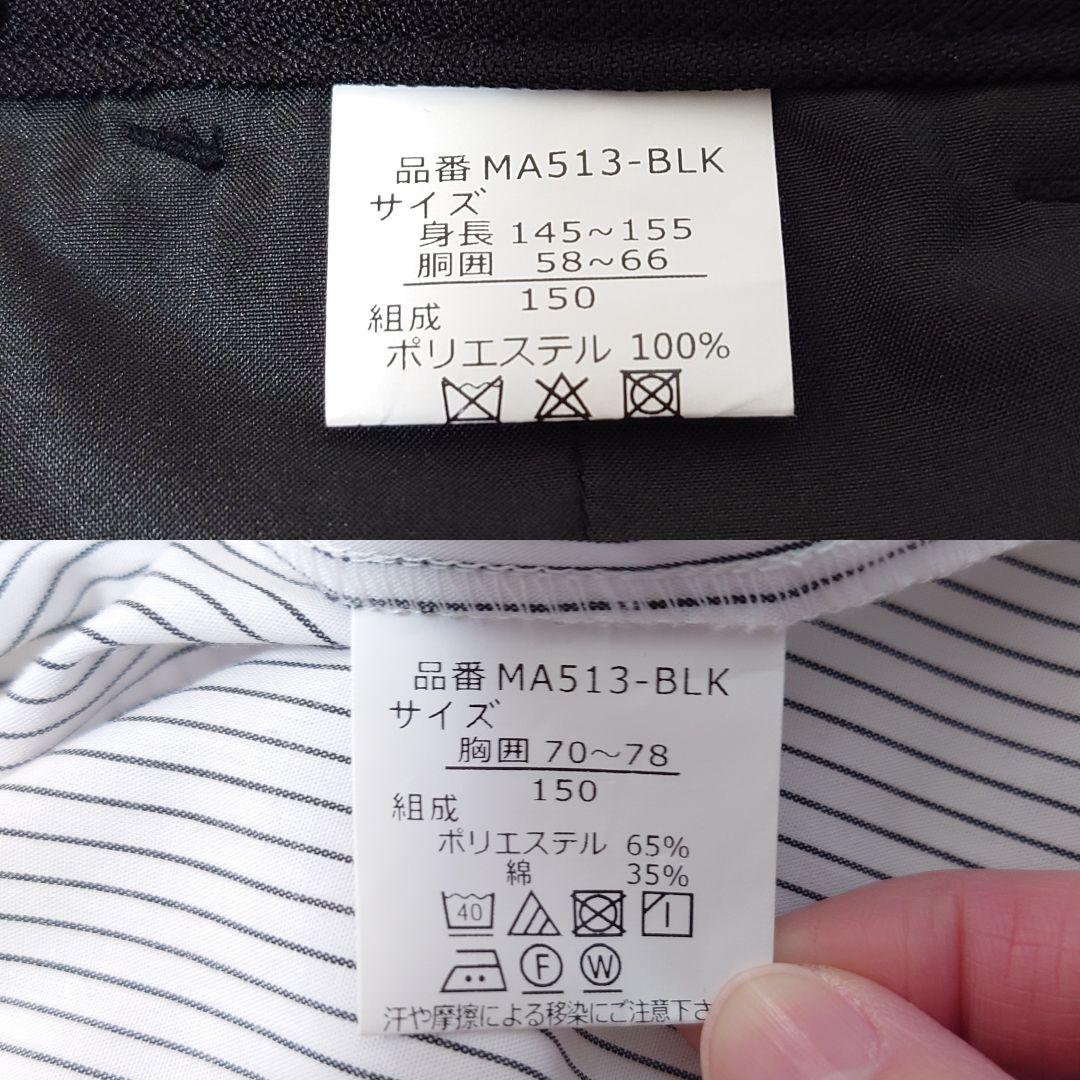 品番 MA513-BLK
サイズ
身長 145~155
胴囲 58~66
150
組成
ポリエステル 100%
品番 MA513-BLK
サイズ
胸囲 70~78
150
組成
ポリエステル 65%
綿 35%
40
F W
汗や摩擦による移染にご注意下さ